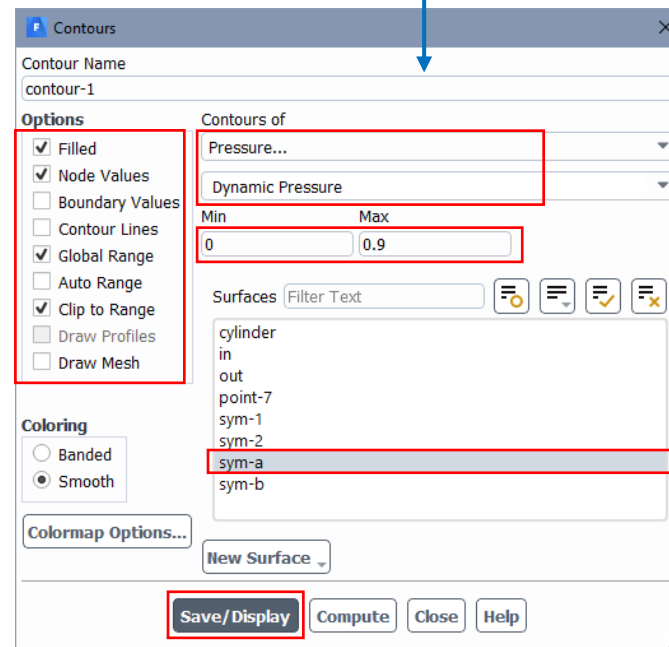 Contours
Contour Name
contour-1
Options
Filled
Node Values
Boundary Values
Contour Lines
Global Range
Auto Range
Clip to Range
Draw Profiles
Draw Mesh
Coloring
Banded
Smooth
Colormap Options...
Contours of
Pressure...
Dynamic Pressure
Min Max
0 0.9
Surfaces Filter Text
cylinder
in
out
point-7
sym-1
sym-2
sym-a
sym-b
New Surface
Save/Display Compute Close Help